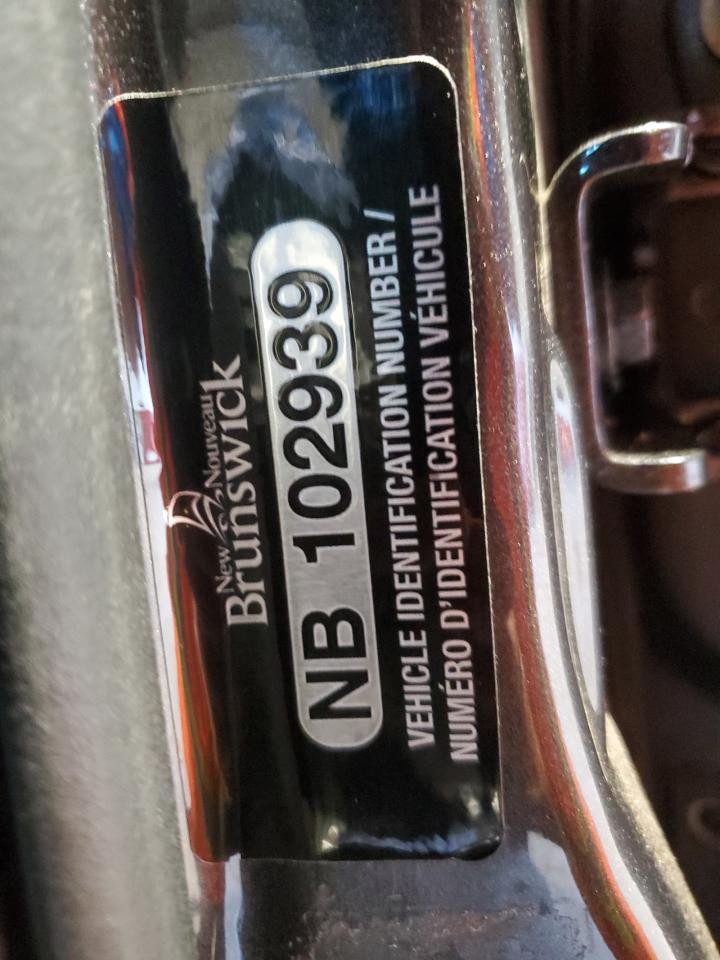 New Nouveau
Brunswick
NB 102939
VEHICLE IDENTIFICATION NUMBER /
NUMÉRO D'IDENTIFICATION VÉHICULE